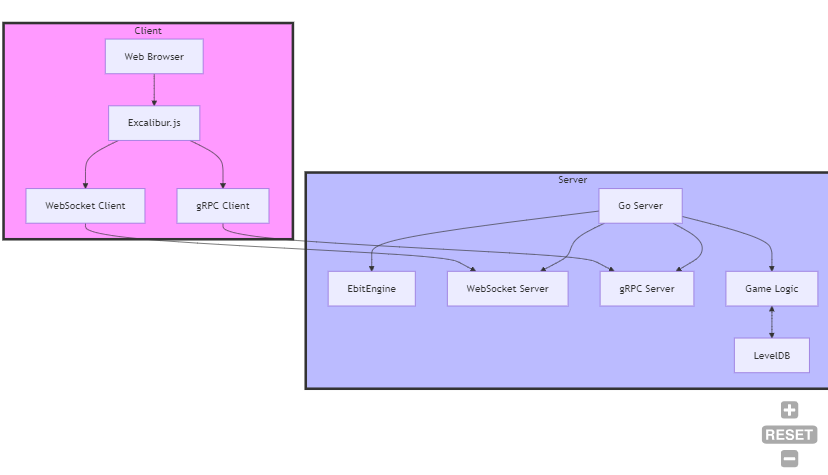 Client
Web Browser
Excalibur.js
WebSocket Client
gRPC Client
Server
Go Server
EbitEngine
WebSocket Server
gRPC Server
Game Logic
LevelDB
RESET